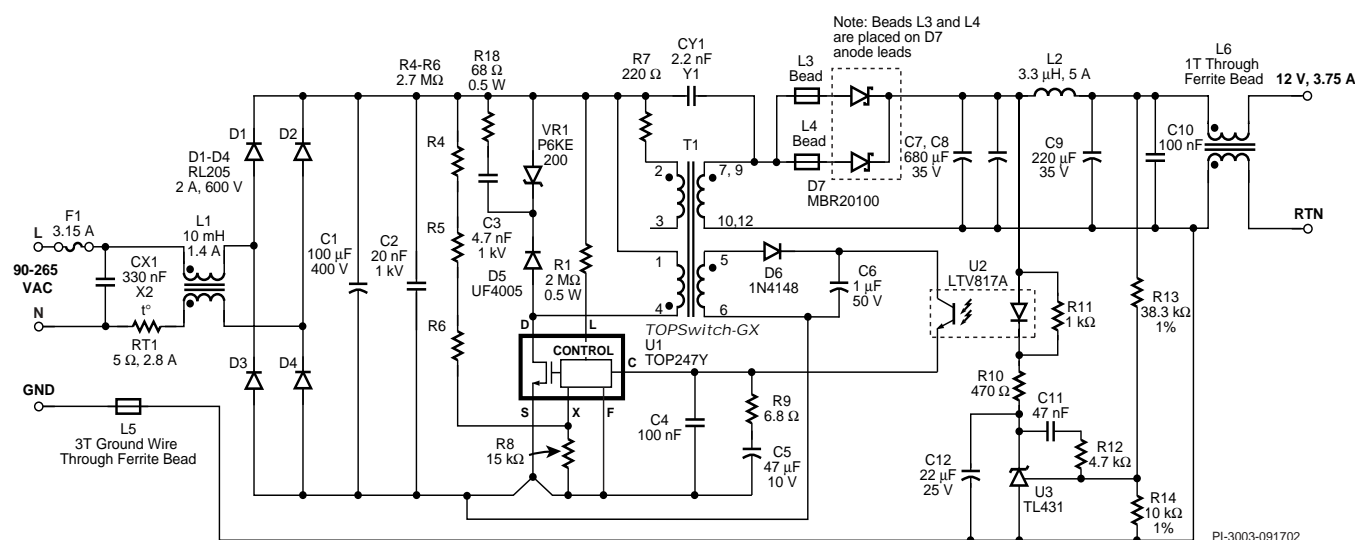 Note: Beads L3 and L4
are placed on D7
anode leads
CY1
2.2 nF
Y1
R7
220 Ω
R18
68 Ω
0.5 W
R4-R6
2.7 MΩ
L3
Bead
L2
3.3 µH, 5 A
L6
1T Through
Ferrite Bead
12 V, 3.75 A
D1
D2
D1-D4
RL205
2 A, 600 V
R4
VR1
P6KE
200
T1
L4
Bead
C7, C8
680 µF
35 V
C9
220 µF
35 V
C10
100 nF
2
7, 9
D7
MBR20100
F1
3.15 A
L
L1
10 mH
1.4 A
3
10,12
RTN
R5
C3
4.7 nF
1 kV
C1
100 µF
400 V
C2
20 nF
1 kV
90-265
VAC
CX1
330 nF
X2
D5
UF4005
R1
2 MΩ
0.5 W
1
5
D6
1N4148
C6
1 µF
50 V
U2
LTV817A
R11
1 kΩ
R13
38.3 kΩ
1%
N
t°
RT1
5 Ω, 2.8 A
R6
4
6
D
L
TOPSwitch-GX
U1
TOP247Y
CONTROL
C
D3
D4
GND
S
X
F
R10
470 Ω
C4
100 nF
R9
6.8 Ω
C11
47 nF
L5
3T Ground Wire
Through Ferrite Bead
R8
15 kΩ
C5
47 µF
10 V
C12
22 µF
25 V
R12
4.7 kΩ
U3
TL431
R14
10 kΩ
1%
PI-3003-091702